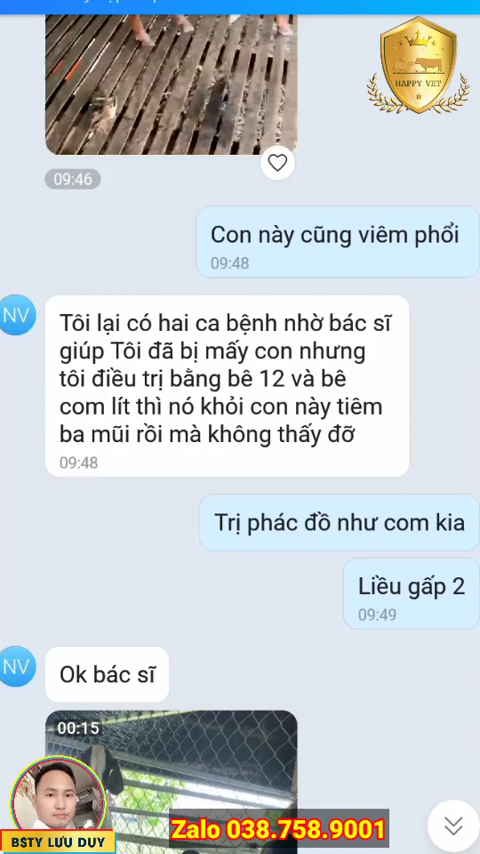 HAPPY VET
09:46
Con này cũng viêm phổi
09:48
NV
Tôi lại có hai ca bệnh nhờ bác sĩ
giúp Tôi đã bị mấy con nhưng
tôi điều trị bằng bê 12 và bê
com lít thì nó khỏi con này tiêm
ba mũi rồi mà không thấy đỡ
09:48
Trị phác đồ như com kia
Liều gấp 2
09:49
NV
Ok bác sĩ
00:15
Zalo 038.758.9001
BSTY LƯU DUY